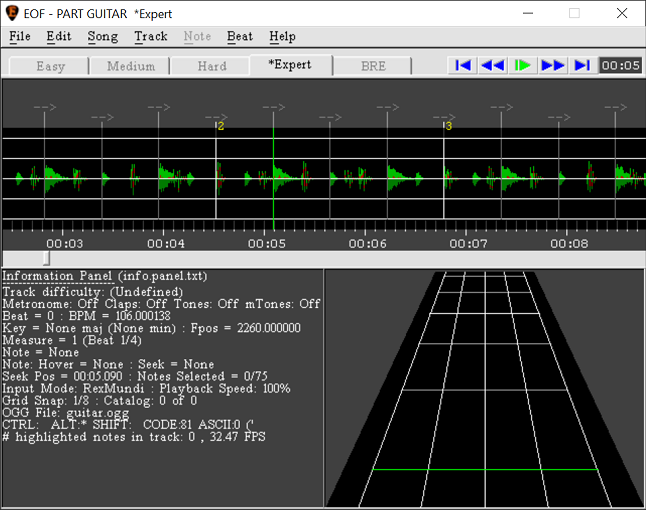 EOF - PART GUITAR *Expert
File Edit Song Track Note Beat Help
Easy Medium Hard *Expert BRE 00:05
--> --> --> --> --> --> --> --> --> --> -->
2 3
00:03 00:04 00:05 00:06 00:07 00:08
Information Panel (info.panel.txt)
----------------------------
Track difficulty: (Undefined)
Metronome: Off Claps: Off Tones: Off mTones: Off
Beat = 0 : BPM = 106.000138
Key = None maj (None min) : Fpos = 2260.000000
Measure = 1 (Beat 1/4)
Note = None
Note: Hover = None : Seek = None
Seek Pos = 00:05.090 : Notes Selected = 0/75
Input Mode: RexMundi : Playback Speed: 100%
Grid Snap: 1/8 : Catalog: 0 of 0
OGG File: guitar.ogg
CTRL: ALT:* SHIFT: CODE:81 ASCII:0 ('
# highlighted notes in track: 0 , 32.47 FPS